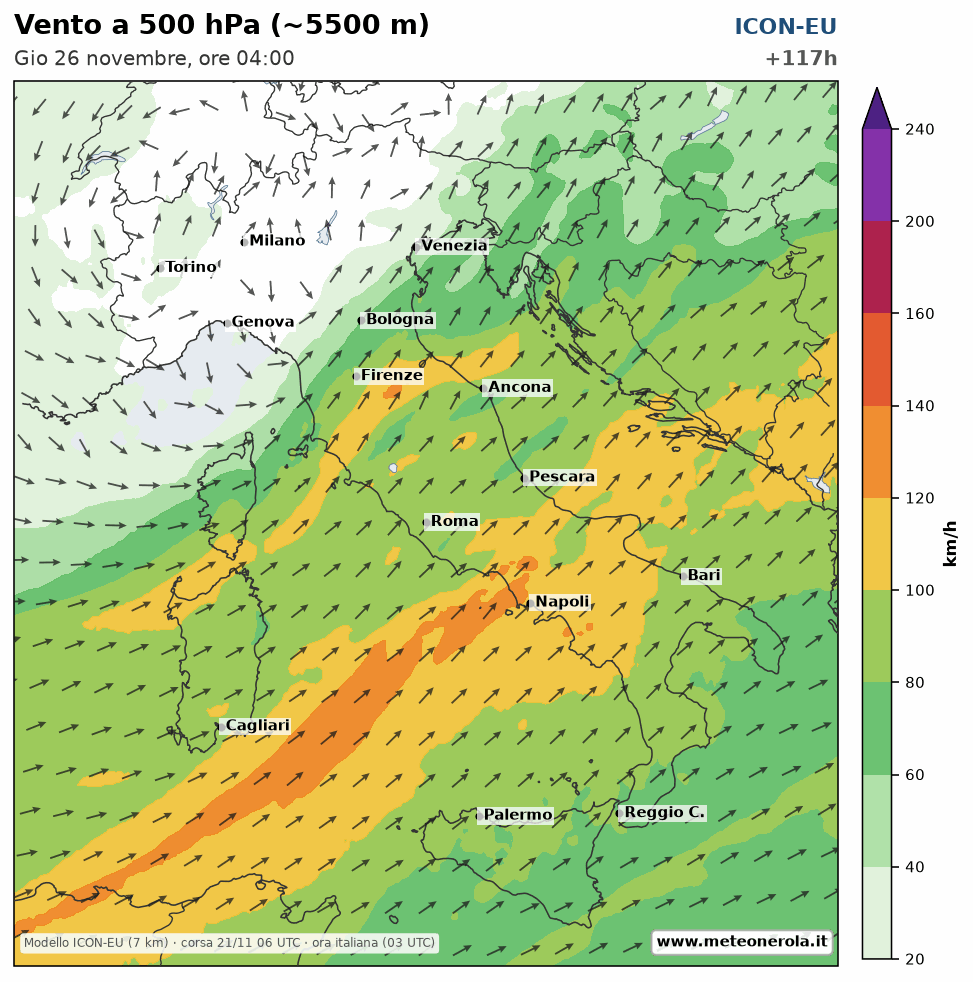 Vento a 500 hPa (~5500 m)
ICON-EU
Gio 26 novembre, ore 04:00
+117h
Milano
Venezia
Torino
Genova
Bologna
Firenze
Ancona
Pescara
Roma
Bari
Napoli
Cagliari
Palermo
Reggio C.
240
200
160
140
120
100
80
60
40
20
km/h
Modello ICON-EU (7 km) · corsa 21/11 06 UTC · ora italiana (03 UTC)
www.meteonerola.it